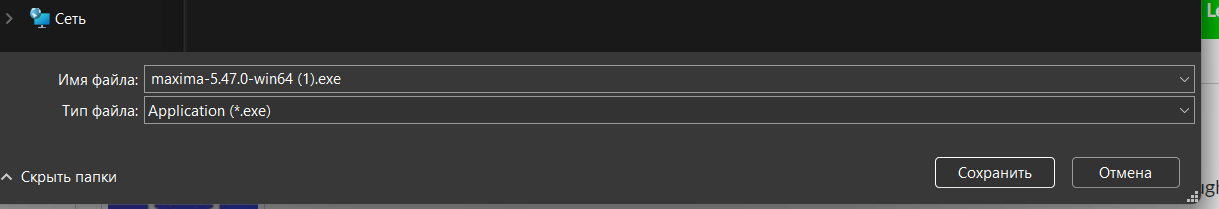 Сеть
Имя файла: maxima-5.47.0-win64 (1).exe
Тип файла: Application (*.exe)
Скрыть папки
Сохранить
Отмена